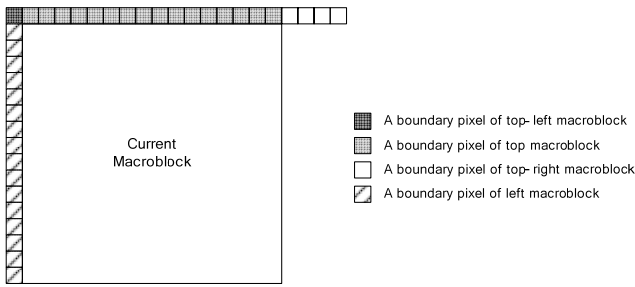 Current
Macroblock
A boundary pixel of top-left macroblock
A boundary pixel of top macroblock
A boundary pixel of top-right macroblock
A boundary pixel of left macroblock